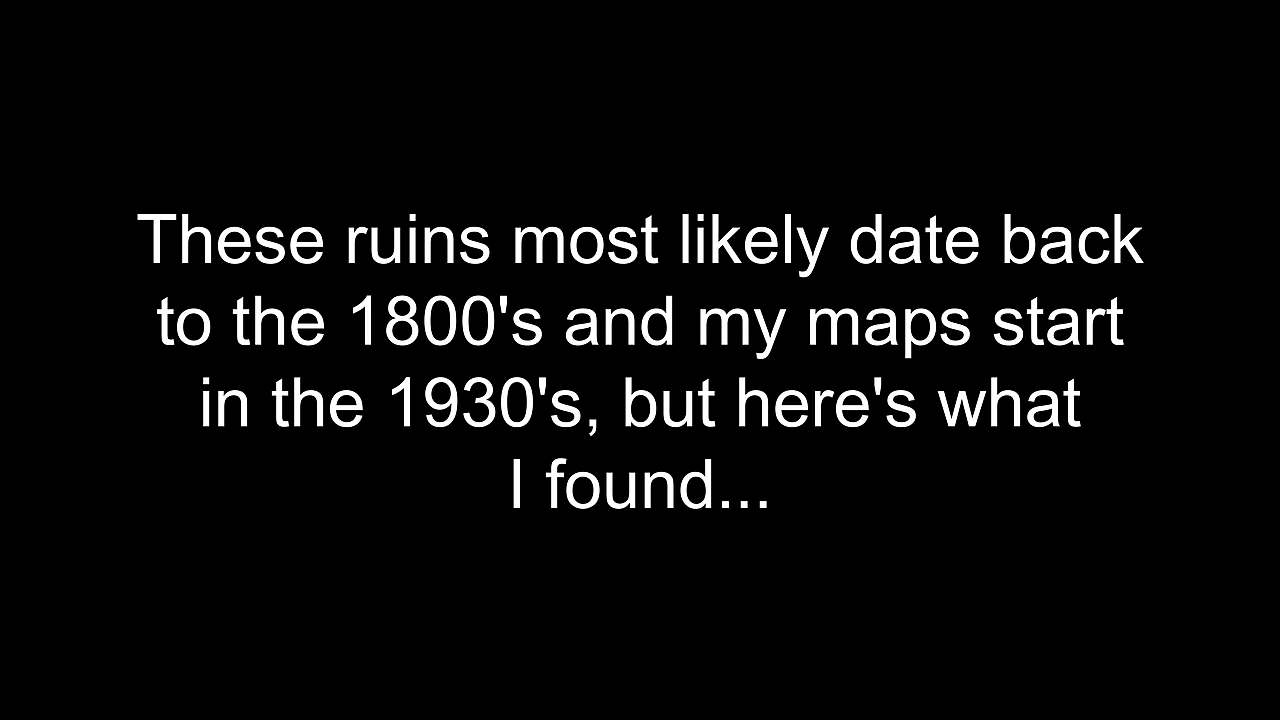 These ruins most likely date back
to the 1800's and my maps start
in the 1930's, but here's what
I found...